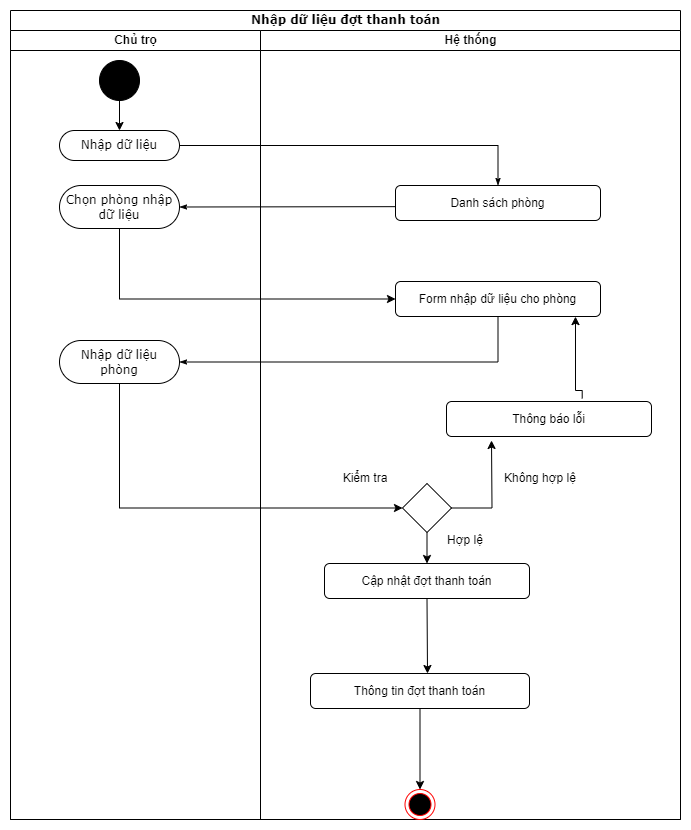 Nhập dữ liệu đợt thanh toán
Chủ trọ
Hệ thống
Nhập dữ liệu
Chọn phòng nhập
dữ liệu
Danh sách phòng
Form nhập dữ liệu cho phòng
Nhập dữ liệu
phòng
Thông báo lỗi
Kiểm tra
Không hợp lệ
Hợp lệ
Cập nhật đợt thanh toán
Thông tin đợt thanh toán